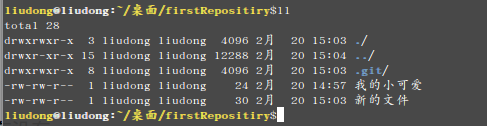 liudong@liudong:~/桌面/firstRepositiry$ll
total 28
drwxrwxr-x  3 liudong liudong  4096 2月  20 15:03 ./
drwxr-xr-x 15 liudong liudong 12288 2月  20 15:04 ../
drwxrwxr-x  8 liudong liudong  4096 2月  20 15:03 .git/
-rw-rw-r--  1 liudong liudong    24 2月  20 14:57 我的小可爱
-rw-rw-r--  1 liudong liudong    30 2月  20 15:03 新的文件
liudong@liudong:~/桌面/firstRepositiry$